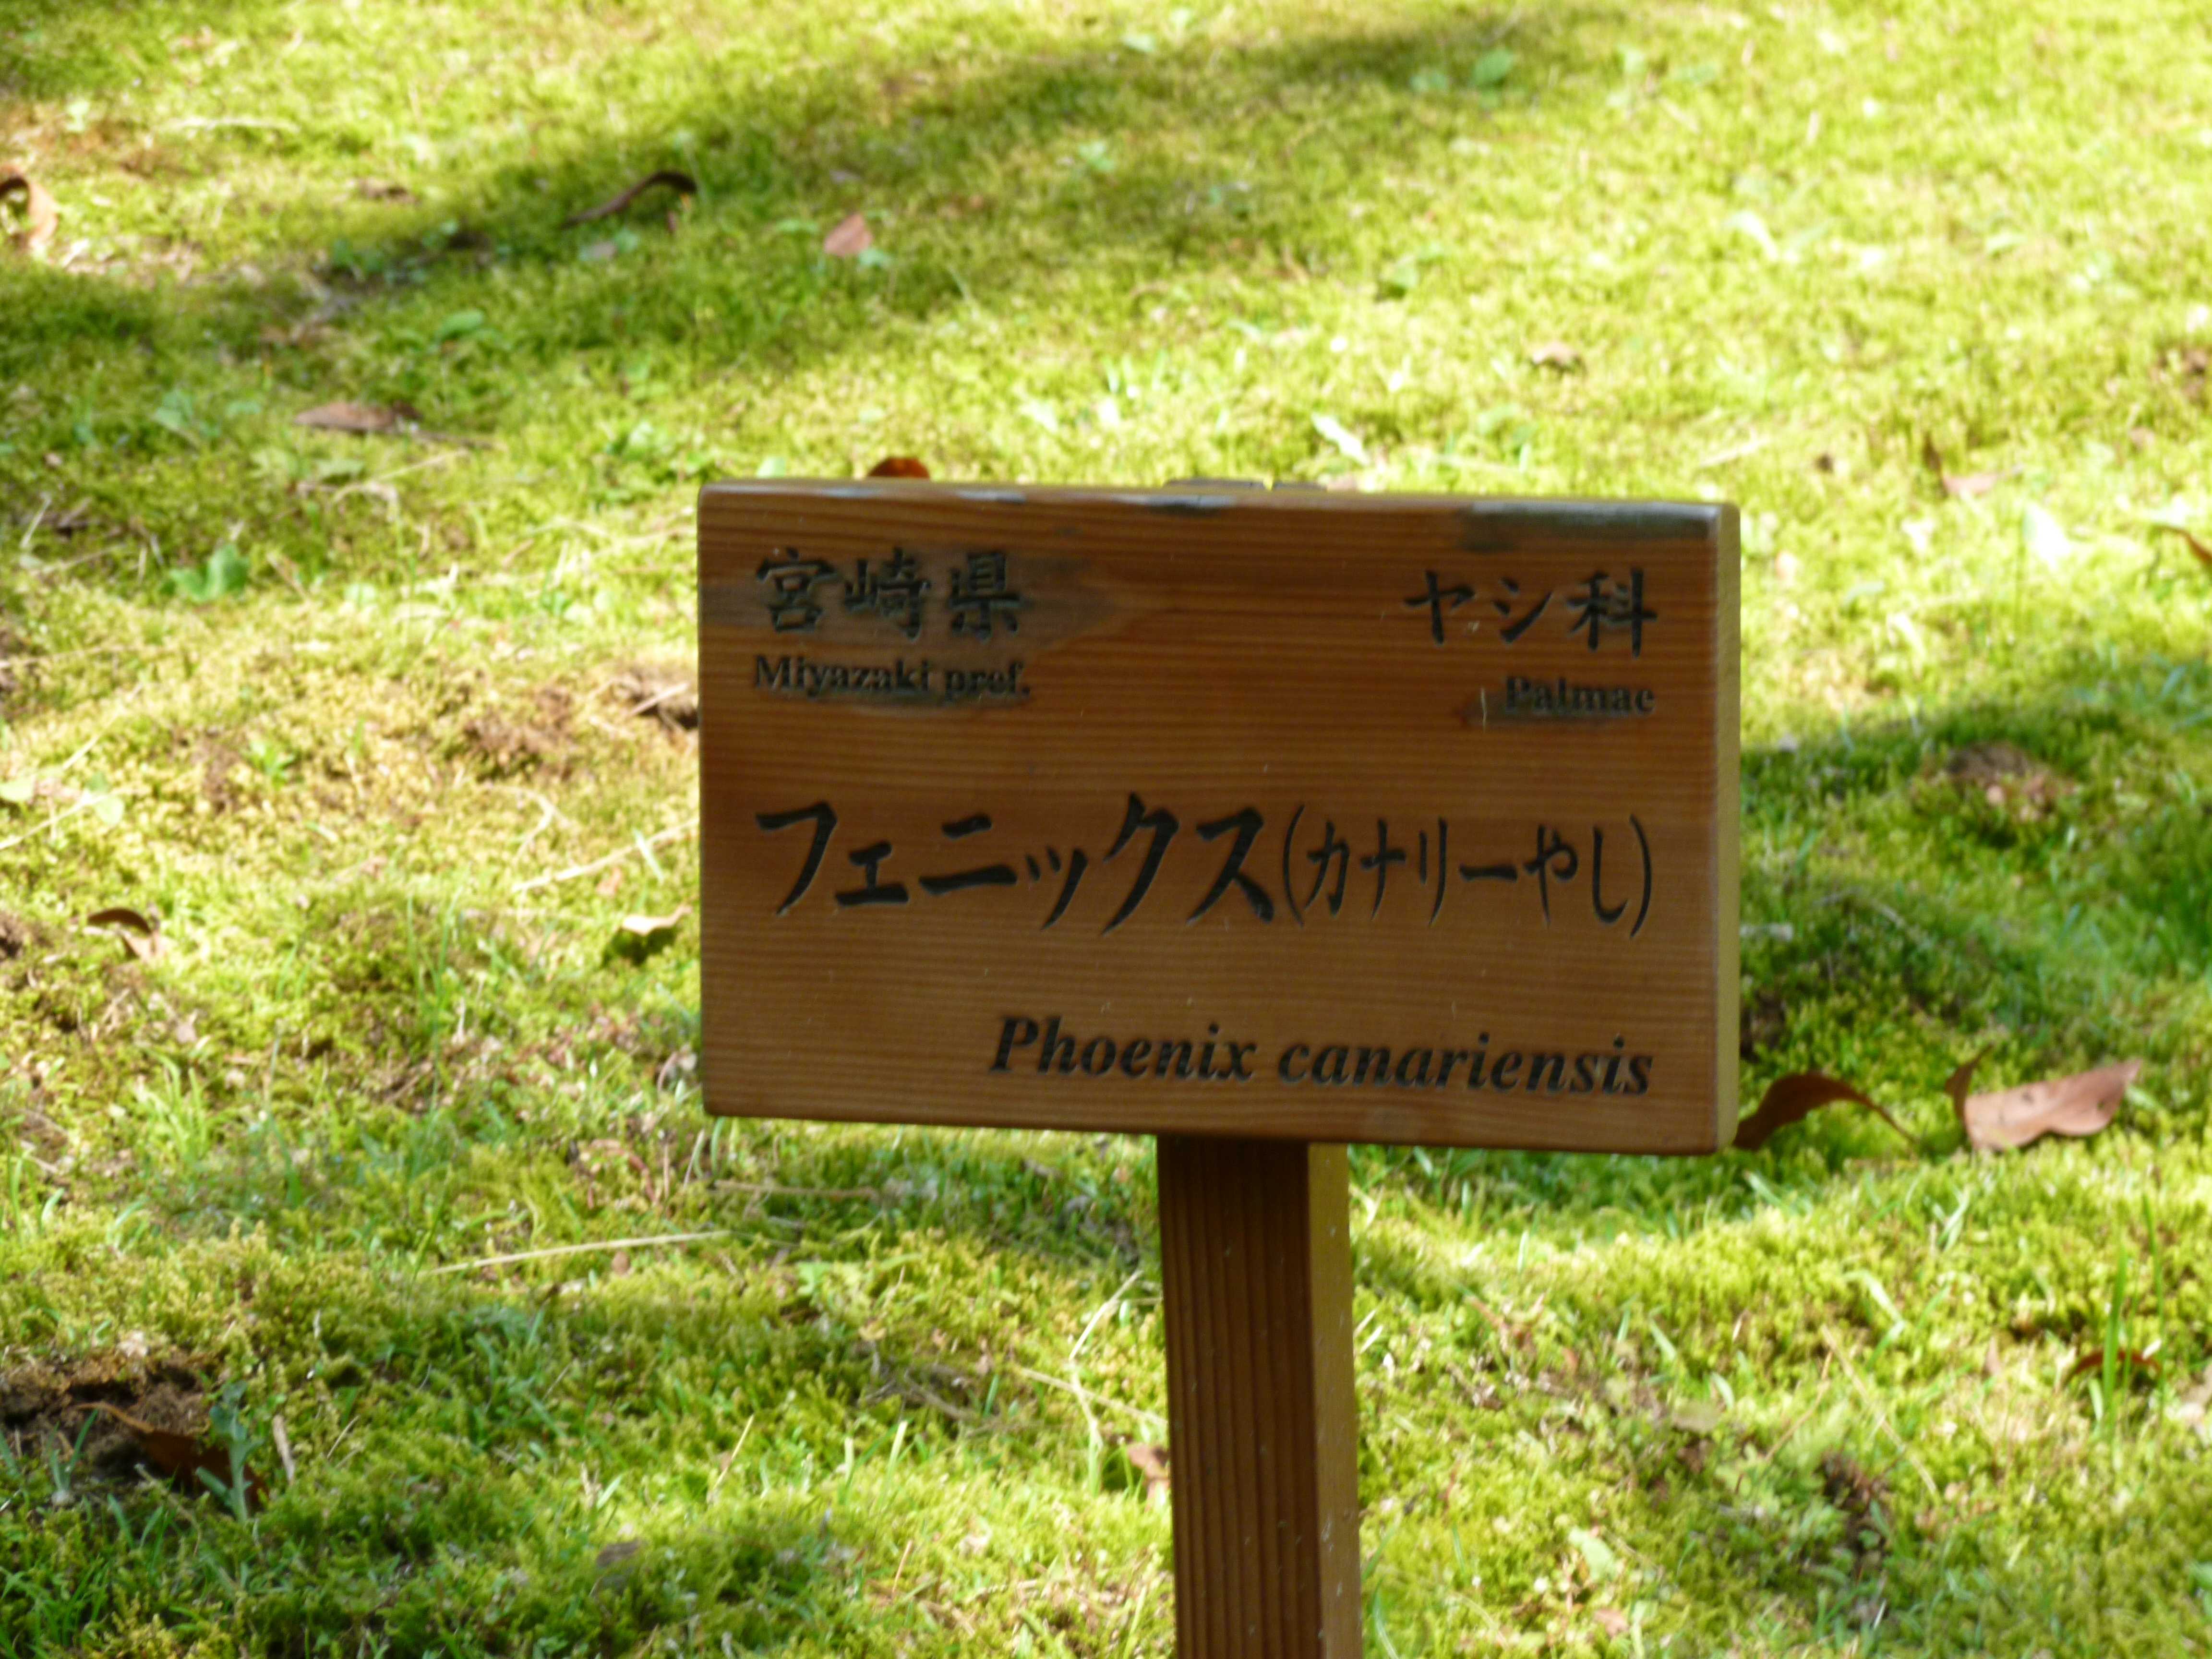 宮崎県 ヤシ科
Miyazaki pref. Palmae
フェニックス(カナリーやし)
Phoenix canariensis